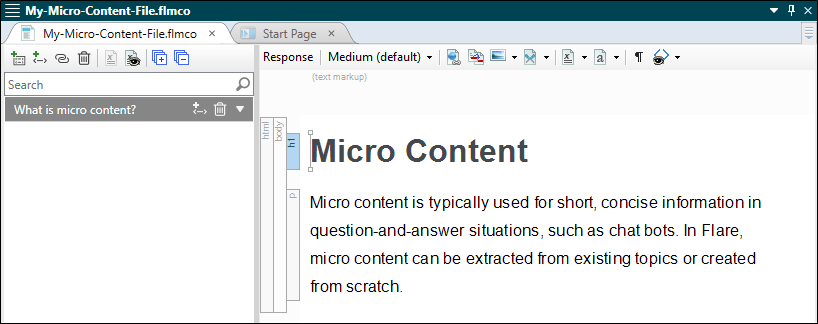 My-Micro-Content-File.flmco
My-Micro-Content-File.flmco × Start Page ×
Response Medium (default)
(text markup)
Search
What is micro content?
html
body
h1
Micro Content
p
Micro content is typically used for short, concise information in
question-and-answer situations, such as chat bots. In Flare,
micro content can be extracted from existing topics or created
from scratch.